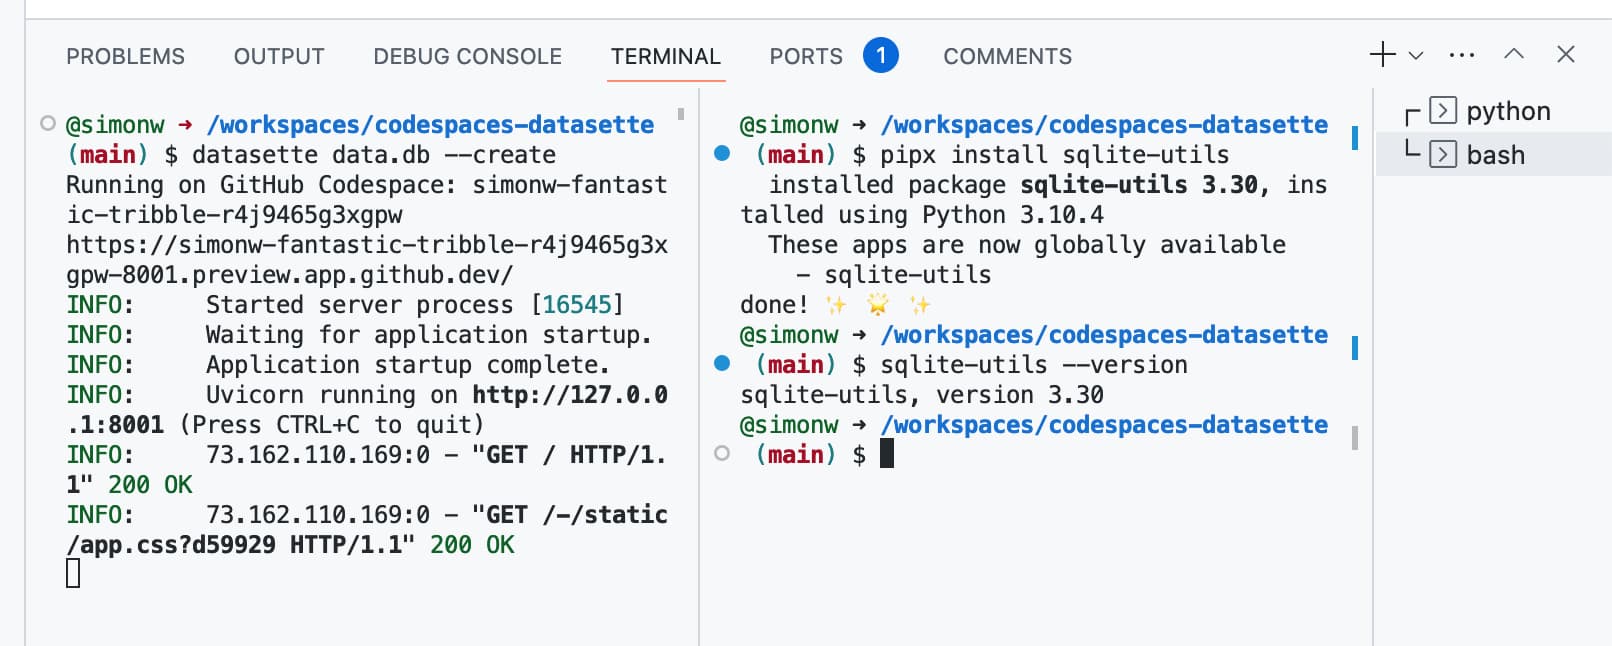 PROBLEMS OUTPUT DEBUG CONSOLE TERMINAL PORTS 1 COMMENTS
@simonw ➜ /workspaces/codespaces-datasette
(main) $ datasette data.db --create
Running on GitHub Codespace: simonw-fantast
ic-tribble-r4j9465g3xgpw
https://simonw-fantastic-tribble-r4j9465g3x
gpw-8001.preview.app.github.dev/
INFO:     Started server process [16545]
INFO:     Waiting for application startup.
INFO:     Application startup complete.
INFO:     Uvicorn running on http://127.0.0
.1:8001 (Press CTRL+C to quit)
INFO:     73.162.110.169:0 - "GET / HTTP/1.
1" 200 OK
INFO:     73.162.110.169:0 - "GET /-/static
/app.css?d59929 HTTP/1.1" 200 OK
@simonw ➜ /workspaces/codespaces-datasette
(main) $ pipx install sqlite-utils
installed package sqlite-utils 3.30, ins
talled using Python 3.10.4
These apps are now globally available
- sqlite-utils
done! ✨ 🌟 ✨
@simonw ➜ /workspaces/codespaces-datasette
(main) $ sqlite-utils --version
sqlite-utils, version 3.30
@simonw ➜ /workspaces/codespaces-datasette
(main) $
python
bash